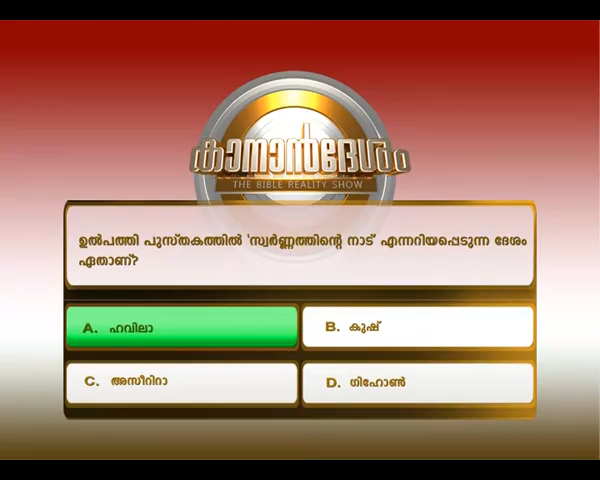 കാനാൻദേശം
THE BIBLE REALITY SHOW
ഉൽപത്തി പുസ്തകത്തിൽ 'സ്വർണ്ണത്തിന്റെ നാട്' എന്നറിയപ്പെടുന്ന ദേശം
ഏതാണ്?
A. ഹവിലാ
B. കുഷ്
C. അസീറിറാ
D. ഗിഹോൺ